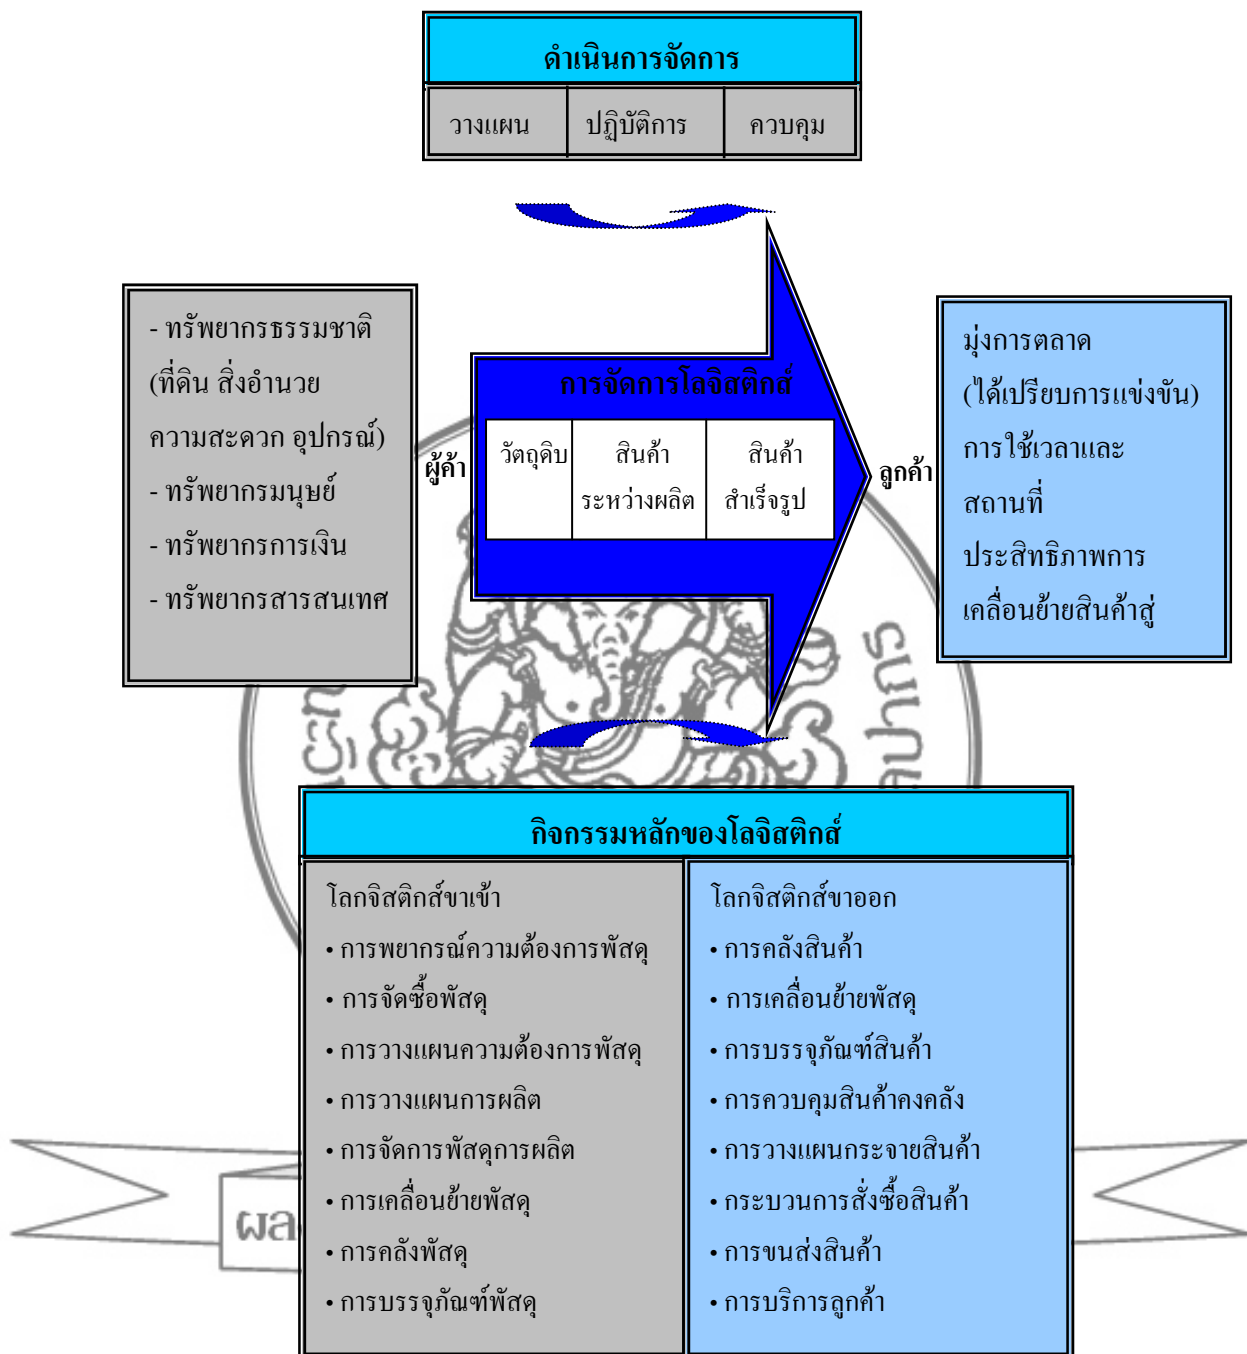 ดำเนินการจัดการ
วางแผน ปฏิบัติการ ควบคุม
- ทรัพยากรธรรมชาติ
(ที่ดิน สิ่งอำนวย
ความสะดวก อุปกรณ์)
- ทรัพยากรมนุษย์
- ทรัพยากรการเงิน
- ทรัพยากรสารสนเทศ
ผู้ค้า
การจัดการโลจิสติกส์
วัตถุดิบ
สินค้า
ระหว่างผลิต
สินค้า
สำเร็จรูป
ลูกค้า
มุ่งการตลาด
(ได้เปรียบการแข่งขัน)
การใช้เวลาและ
สถานที่
ประสิทธิภาพการ
เคลื่อนย้ายสินค้าสู่
กิจกรรมหลักของโลจิสติกส์
โลกจิสติกส์ขาเข้า
• การพยากรณ์ความต้องการพัสดุ
• การจัดซื้อพัสดุ
• การวางแผนความต้องการพัสดุ
• การวางแผนการผลิต
• การจัดการพัสดุการผลิต
• การเคลื่อนย้ายพัสดุ
• การคลังพัสดุ
• การบรรจุภัณฑ์พัสดุ
โลกจิสติกส์ขาออก
• การคลังสินค้า
• การเคลื่อนย้ายพัสดุ
• การบรรจุภัณฑ์สินค้า
• การควบคุมสินค้าคงคลัง
• การวางแผนกระจายสินค้า
• กระบวนการสั่งซื้อสินค้า
• การขนส่งสินค้า
• การบริการลูกค้า